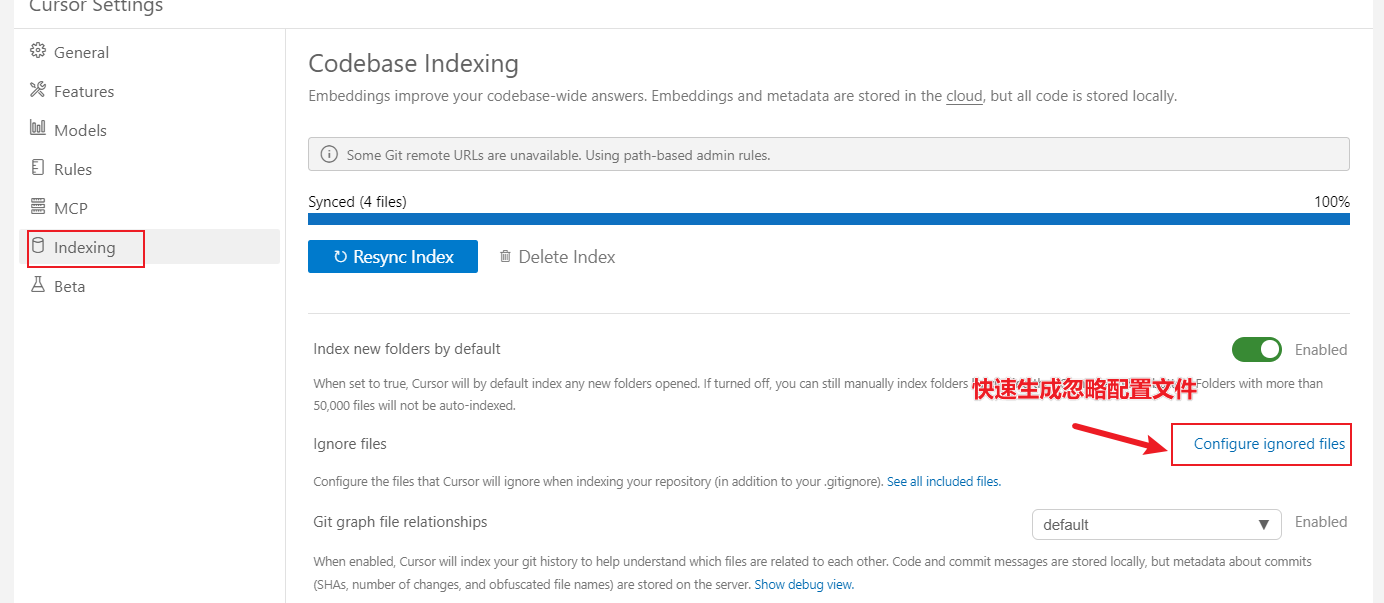 Cursor Settings
General
Features
Models
Rules
MCP
Indexing
Beta
Codebase Indexing
Embeddings improve your codebase-wide answers. Embeddings and metadata are stored in the cloud, but all code is stored locally.
Some Git remote URLs are unavailable. Using path-based admin rules.
Synced (4 files) 100%
Resync Index Delete Index
Index new folders by default Enabled
When set to true, Cursor will by default index any new folders opened. If turned off, you can still manually index folders Folders with more than
快速生成忽略配置文件
50,000 files will not be auto-indexed.
Ignore files Configure ignored files
Configure the files that Cursor will ignore when indexing your repository (in addition to your .gitignore). See all included files.
Git graph file relationships default Enabled
When enabled, Cursor will index your git history to help understand which files are related to each other. Code and commit messages are stored locally, but metadata about commits
(SHAs, number of changes, and obfuscated file names) are stored on the server. Show debug view.